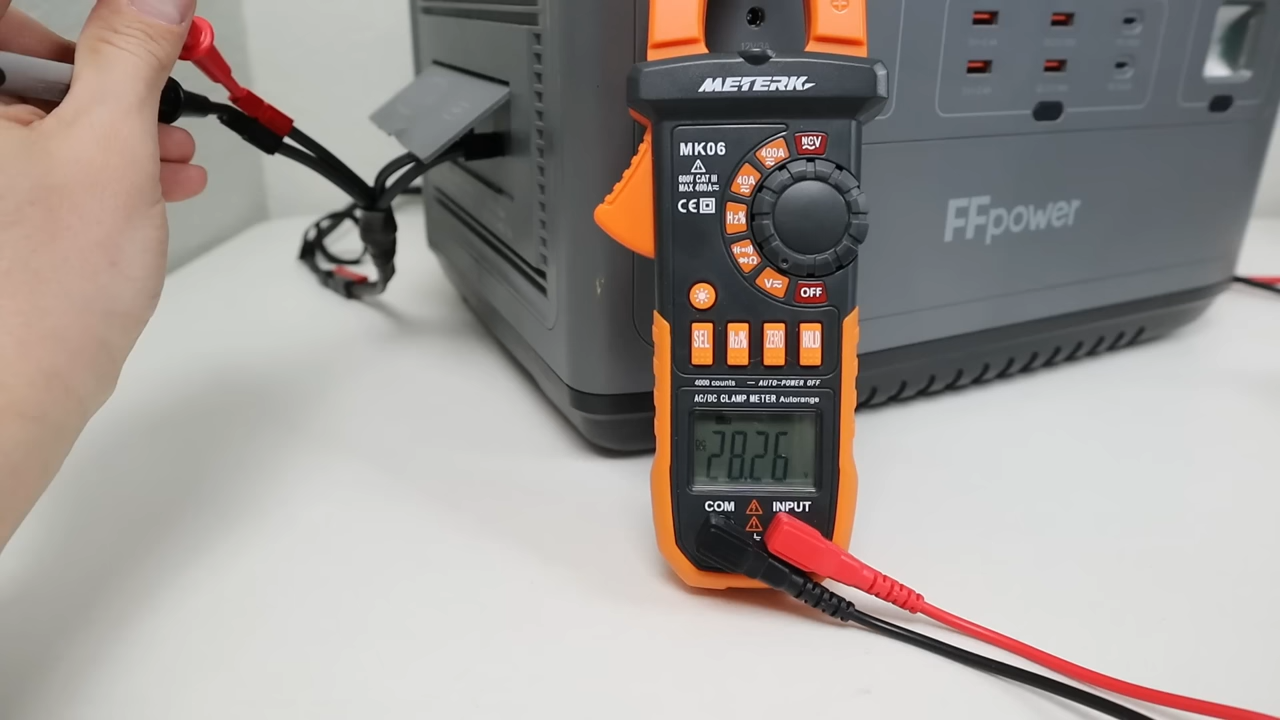 METERK
MK06
600V CAT III
MAX 400A⎓
CE
NCV
400A
40A
Hz%
Ω
V
OFF
SEL
Hz/%
ZERO
HOLD
4000 counts — AUTO-POWER OFF
AC/DC CLAMP METER Autorange
28.26
COM INPUT
FFpower